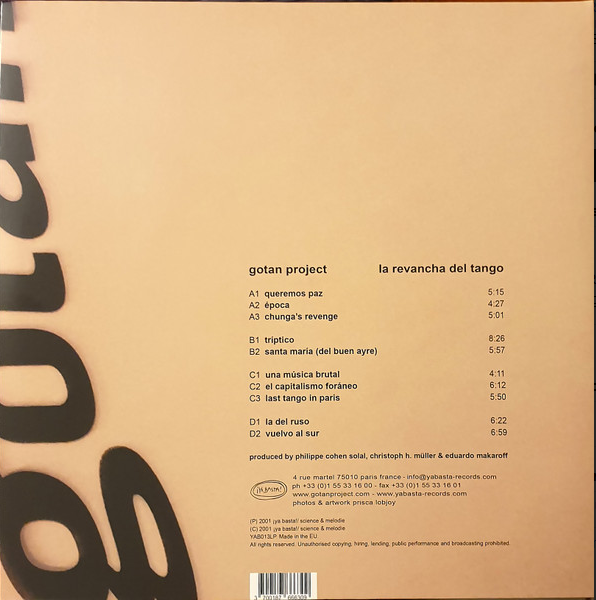 gotan project la revancha del tango
A1 queremos paz 5:15
A2 época 4:27
A3 chunga's revenge 5:01
B1 triptico 8:26
B2 santa maria (del buen ayre) 5:57
C1 una música brutal 4:11
C2 el capitalismo foráneo 6:12
C3 last tango in paris 5:50
D1 la del ruso 6:22
D2 vuelvo al sur 6:59
produced by philippe cohen solal, christoph h. müller & eduardo makaroff
¡YA BASTA!
4 rue martel 75010 paris france - info@yabasta-records.com
ph +33 (0)1 55 33 16 00 - fax +33 (0)1 55 33 16 01
www.gotanproject.com - www.yabasta-records.com
photos & artwork prisca lobjoy
(P) 2001 ¡ya basta!/ science & melodie
(C) 2001 ¡ya basta!/ science & melodie
YAB013LP. Made in the EU
All rights reserved. Unauthorised copying, hiring, lending, public performance and broadcasting prohibited.
3 700187 666309